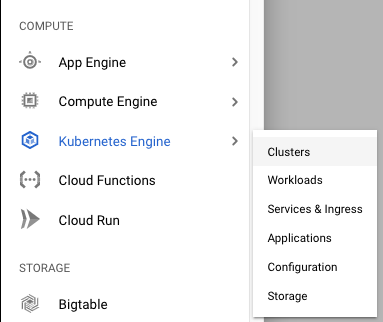 COMPUTE
App Engine
Compute Engine
Kubernetes Engine
Cloud Functions
Cloud Run
STORAGE
Bigtable
Clusters
Workloads
Services & Ingress
Applications
Configuration
Storage